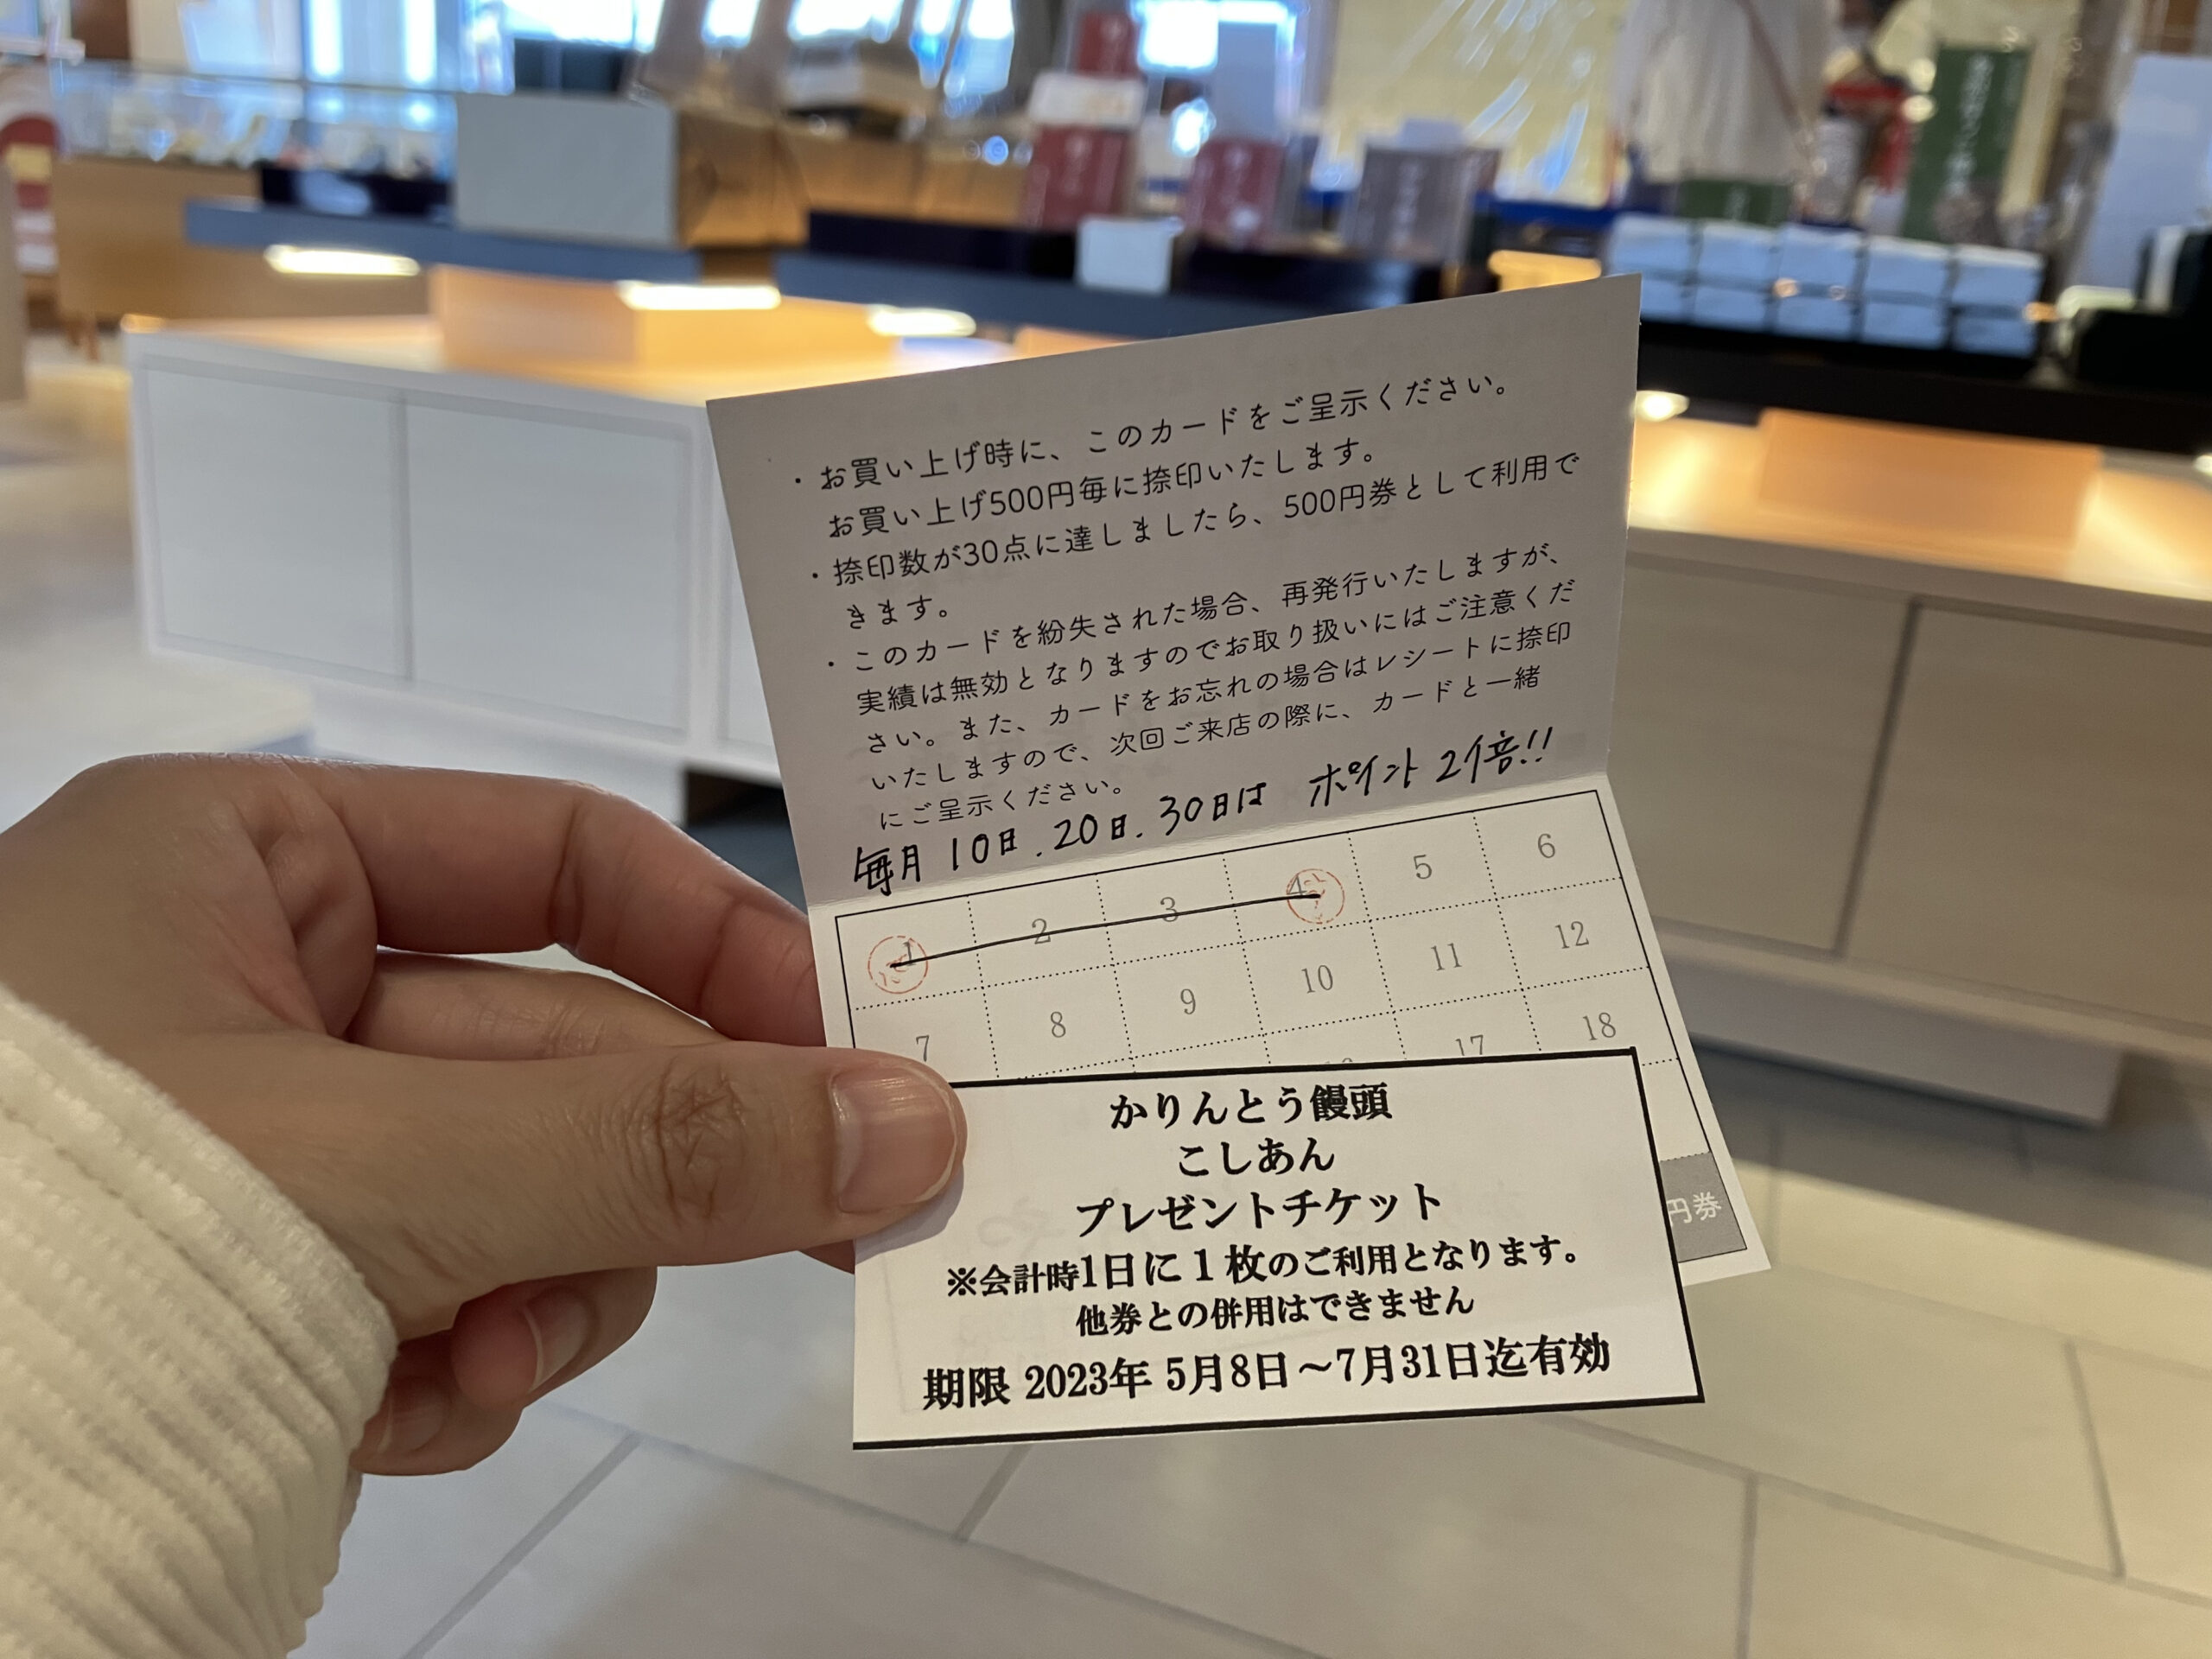 ・お買い上げ時に、このカードをご呈示ください。
お買い上げ500円毎に捺印いたします。
・捺印数が30点に達しましたら、500円券として利用で
きます。
・このカードを紛失された場合、再発行いたしますが、
実績は無効となりますのでお取り扱いにはご注意くだ
さい。また、カードをお忘れの場合はレシートに捺印
いたしますので、次回ご来店の際に、カードと一緒
にご呈示ください。
毎月10日.20日.30日は ポイント2倍!!
1 2 3 4 5 6
7 8 9 10 11 12
17 18
円券
かりんとう饅頭
こしあん
プレゼントチケット
※会計時1日に1枚のご利用となります。
他券との併用はできません
期限 2023年 5月8日～7月31日迄有効